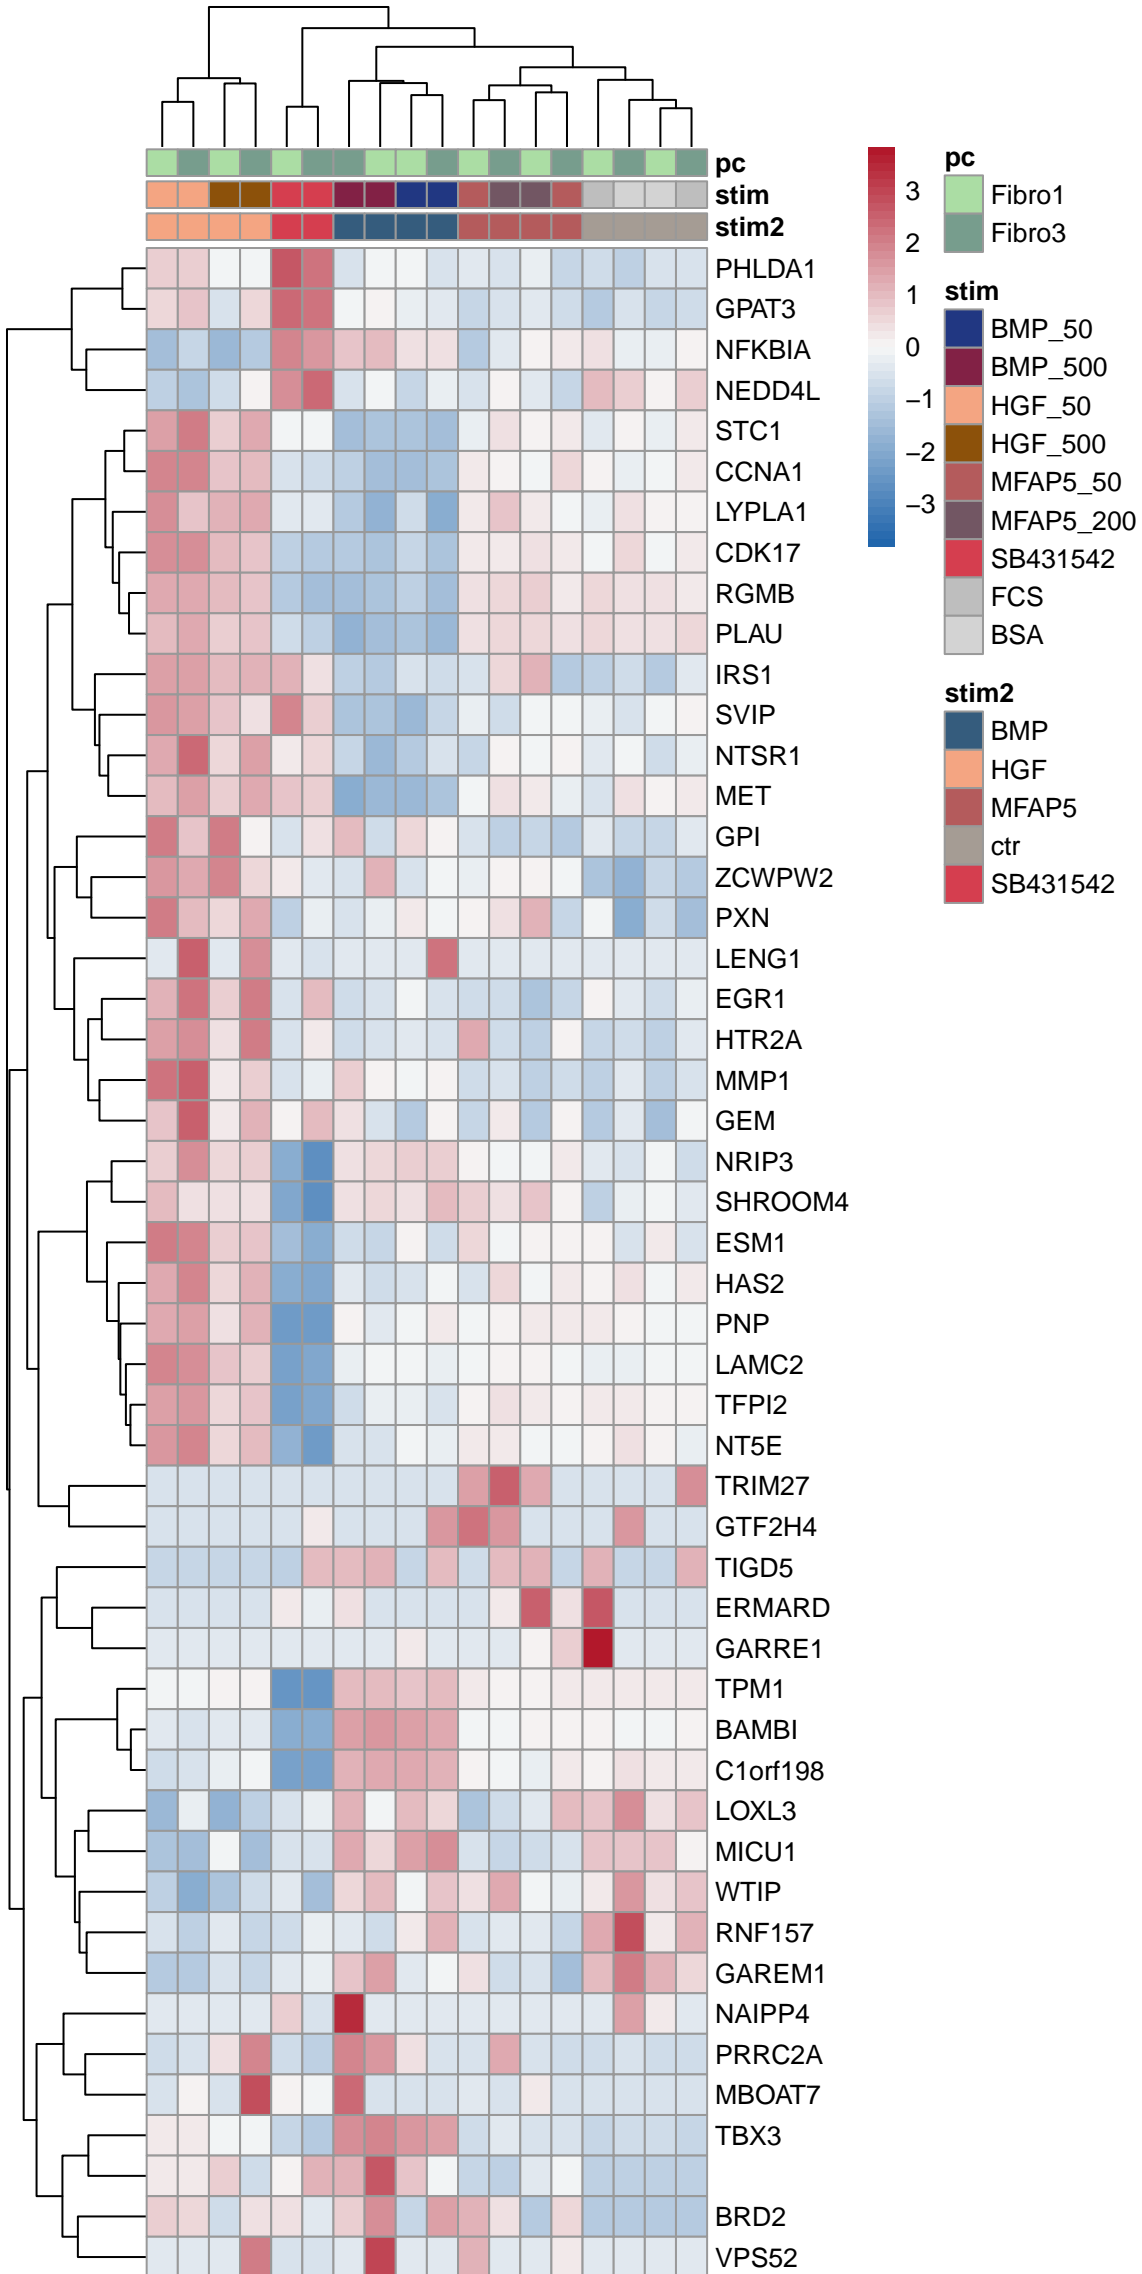 pc
stim
stim2
PHLDA1
GPAT3
NFKBIA
NEDD4L
STC1
CCNA1
LYPLA1
CDK17
RGMB
PLAU
IRS1
SVIP
NTSR1
MET
GPI
ZCWPW2
PXN
LENG1
EGR1
HTR2A
MMP1
GEM
NRIP3
SHROOM4
ESM1
HAS2
PNP
LAMC2
TFPI2
NT5E
TRIM27
GTF2H4
TIGD5
ERMARD
GARRE1
TPM1
BAMBI
C1orf198
LOXL3
MICU1
WTIP
RNF157
GAREM1
NAIPP4
PRRC2A
MBOAT7
TBX3
BRD2
VPS52
3
2
1
0
−1
−2
−3
pc
Fibro1
Fibro3
stim
BMP_50
BMP_500
HGF_50
HGF_500
MFAP5_50
MFAP5_200
SB431542
FCS
BSA
stim2
BMP
HGF
MFAP5
ctr
SB431542